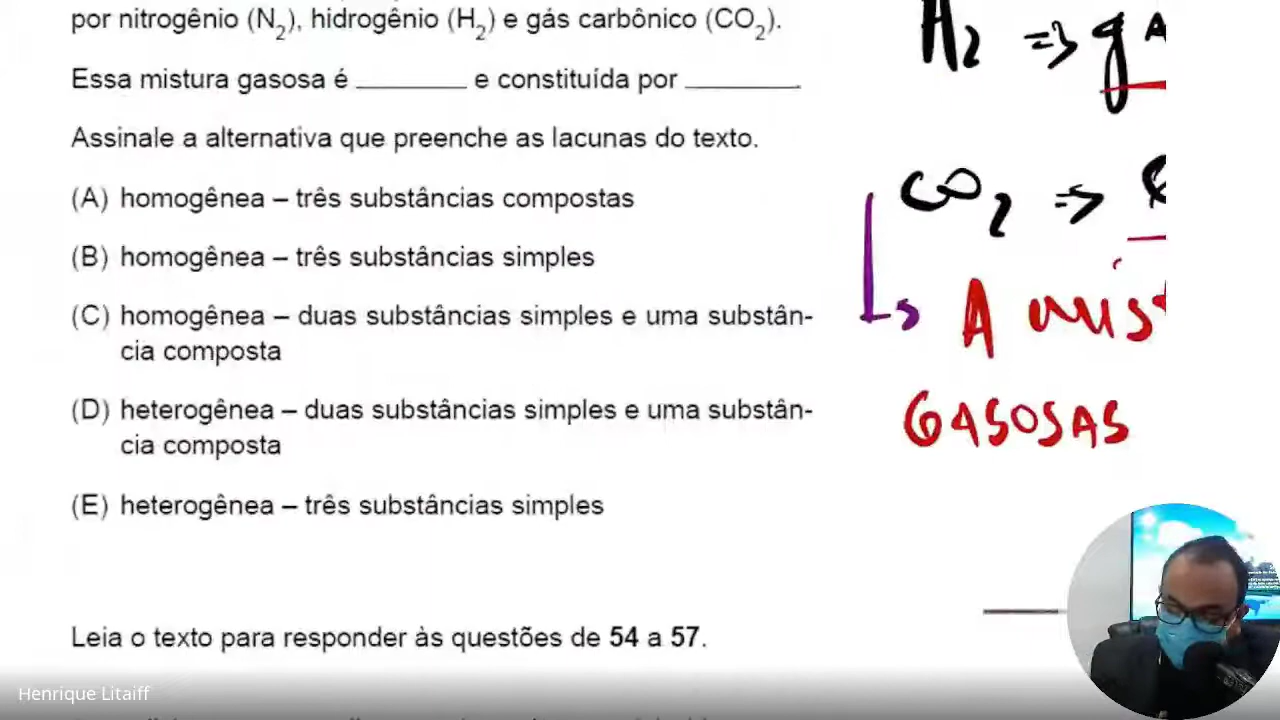 por nitrogênio (N₂), hidrogênio (H₂) e gás carbônico (CO₂).
Essa mistura gasosa é ________ e constituída por ________.
Assinale a alternativa que preenche as lacunas do texto.
(A) homogênea – três substâncias compostas
(B) homogênea – três substâncias simples
(C) homogênea – duas substâncias simples e uma substân-
cia composta
(D) heterogênea – duas substâncias simples e uma substân-
cia composta
(E) heterogênea – três substâncias simples
Leia o texto para responder às questões de 54 a 57.
H₂ => gá
CO₂ =>
A mist
GASOSAS
Henrique Litaiff